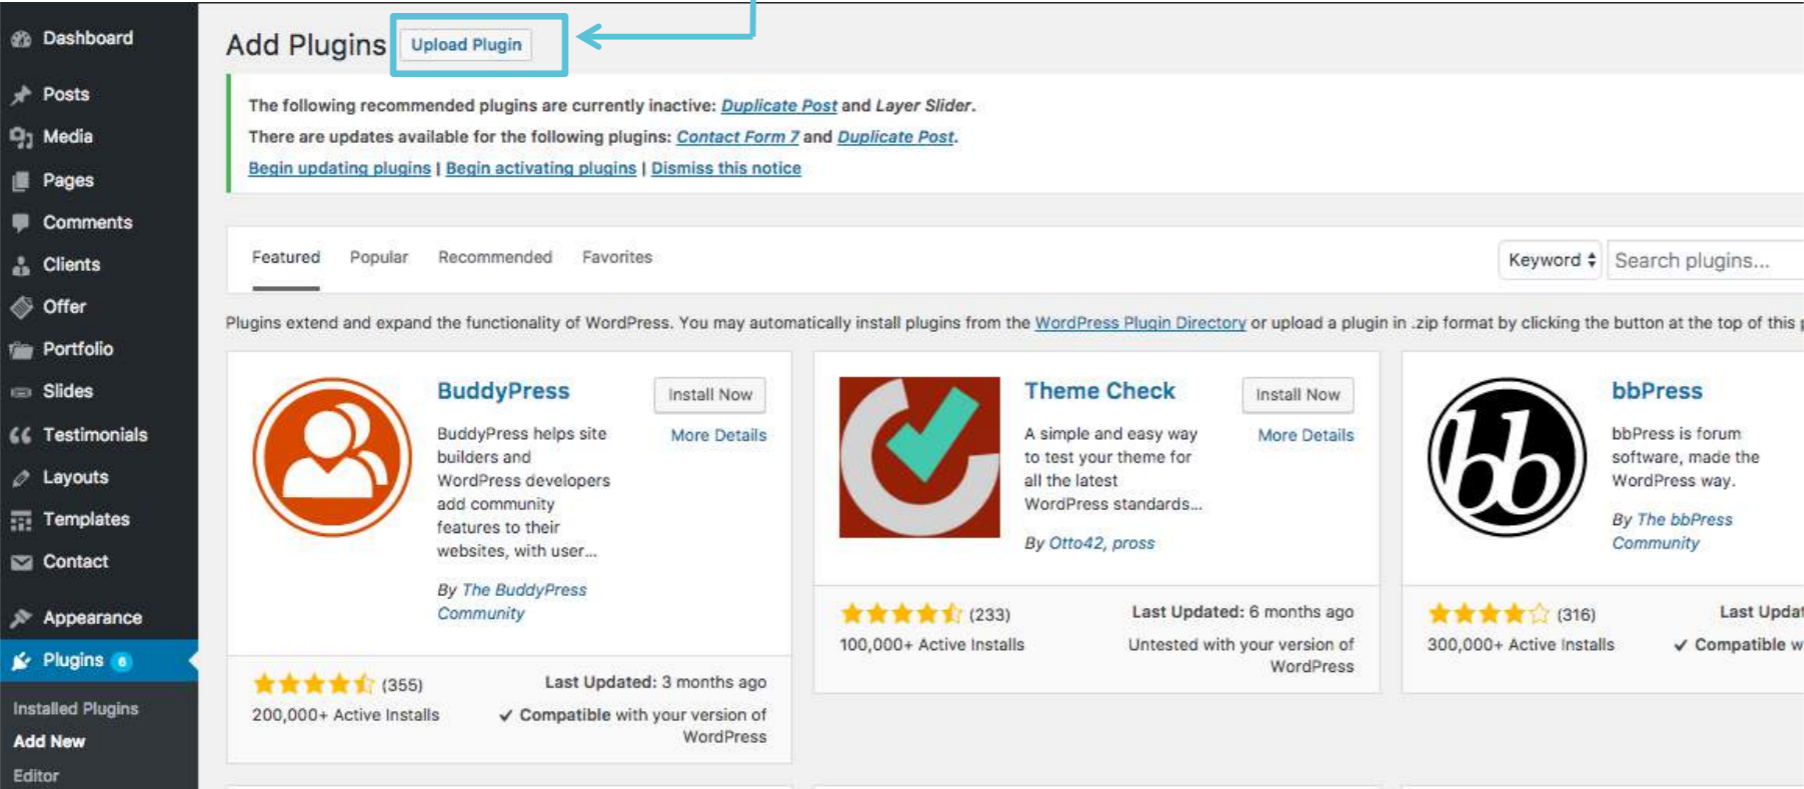 Dashboard
Posts
Media
Pages
Comments
Clients
Offer
Portfolio
Slides
Testimonials
Layouts
Templates
Contact
Appearance
Plugins 6
Installed Plugins
Add New
Editor
Add Plugins Upload Plugin
The following recommended plugins are currently inactive: Duplicate Post and Layer Slider.
There are updates available for the following plugins: Contact Form 7 and Duplicate Post.
Begin updating plugins | Begin activating plugins | Dismiss this notice
Featured Popular Recommended Favorites Keyword Search plugins...
Plugins extend and expand the functionality of WordPress. You may automatically install plugins from the WordPress Plugin Directory or upload a plugin in .zip format by clicking the button at the top of this
BuddyPress
Install Now
More Details
BuddyPress helps site
builders and
WordPress developers
add community
features to their
websites, with user...
By The BuddyPress
Community
(355)
Last Updated: 3 months ago
200,000+ Active Installs
✓ Compatible with your version of
WordPress
Theme Check
Install Now
More Details
A simple and easy way
to test your theme for
all the latest
WordPress standards...
By Otto42, pross
(233)
Last Updated: 6 months ago
100,000+ Active Installs
Untested with your version of
WordPress
bb
bbPress
bbPress is forum
software, made the
WordPress way.
By The bbPress
Community
(316)
Last Updat
300,000+ Active Installs
✓ Compatible w